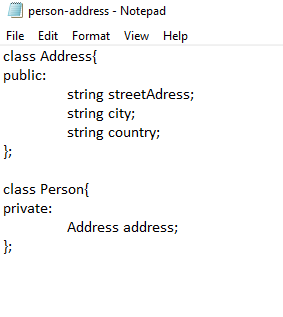 person-address - Notepad
File Edit Format View Help
class Address{
public:
string streetAdress;
string city;
string country;
};
class Person{
private:
Address address;
};